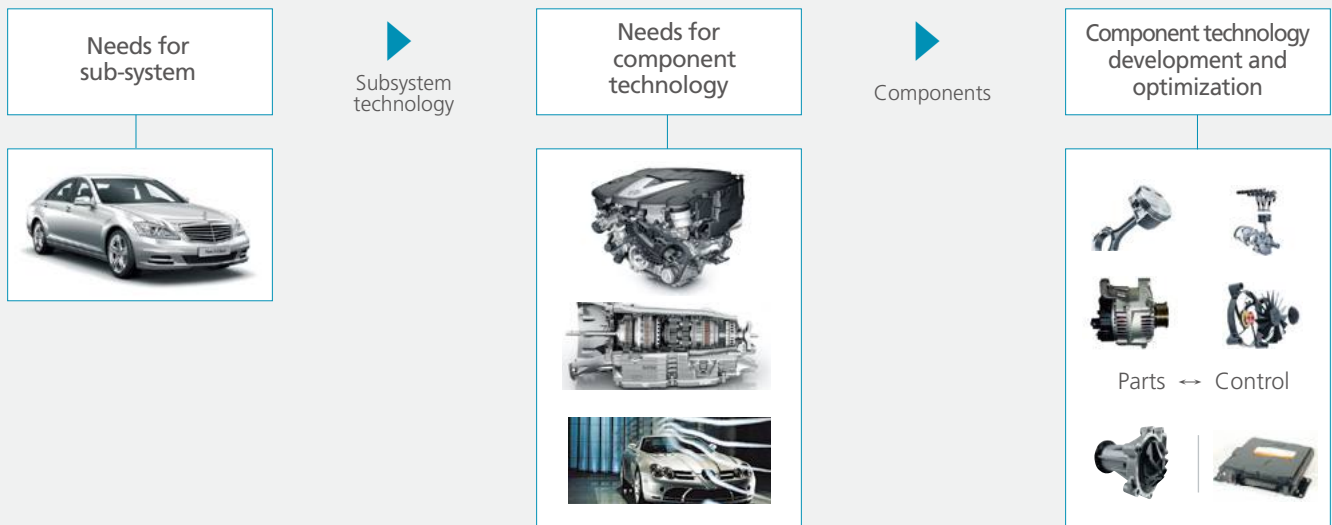 Needs for
sub-system
Subsystem
technology
Needs for
component
technology
Components
Component technology
development and
optimization
Parts ↔ Control